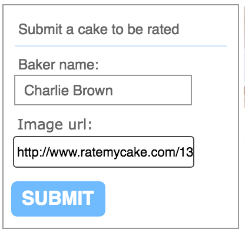 Submit a cake to be rated
Baker name:
Charlie Brown
Image url:
http://www.ratemycake.com/13
SUBMIT